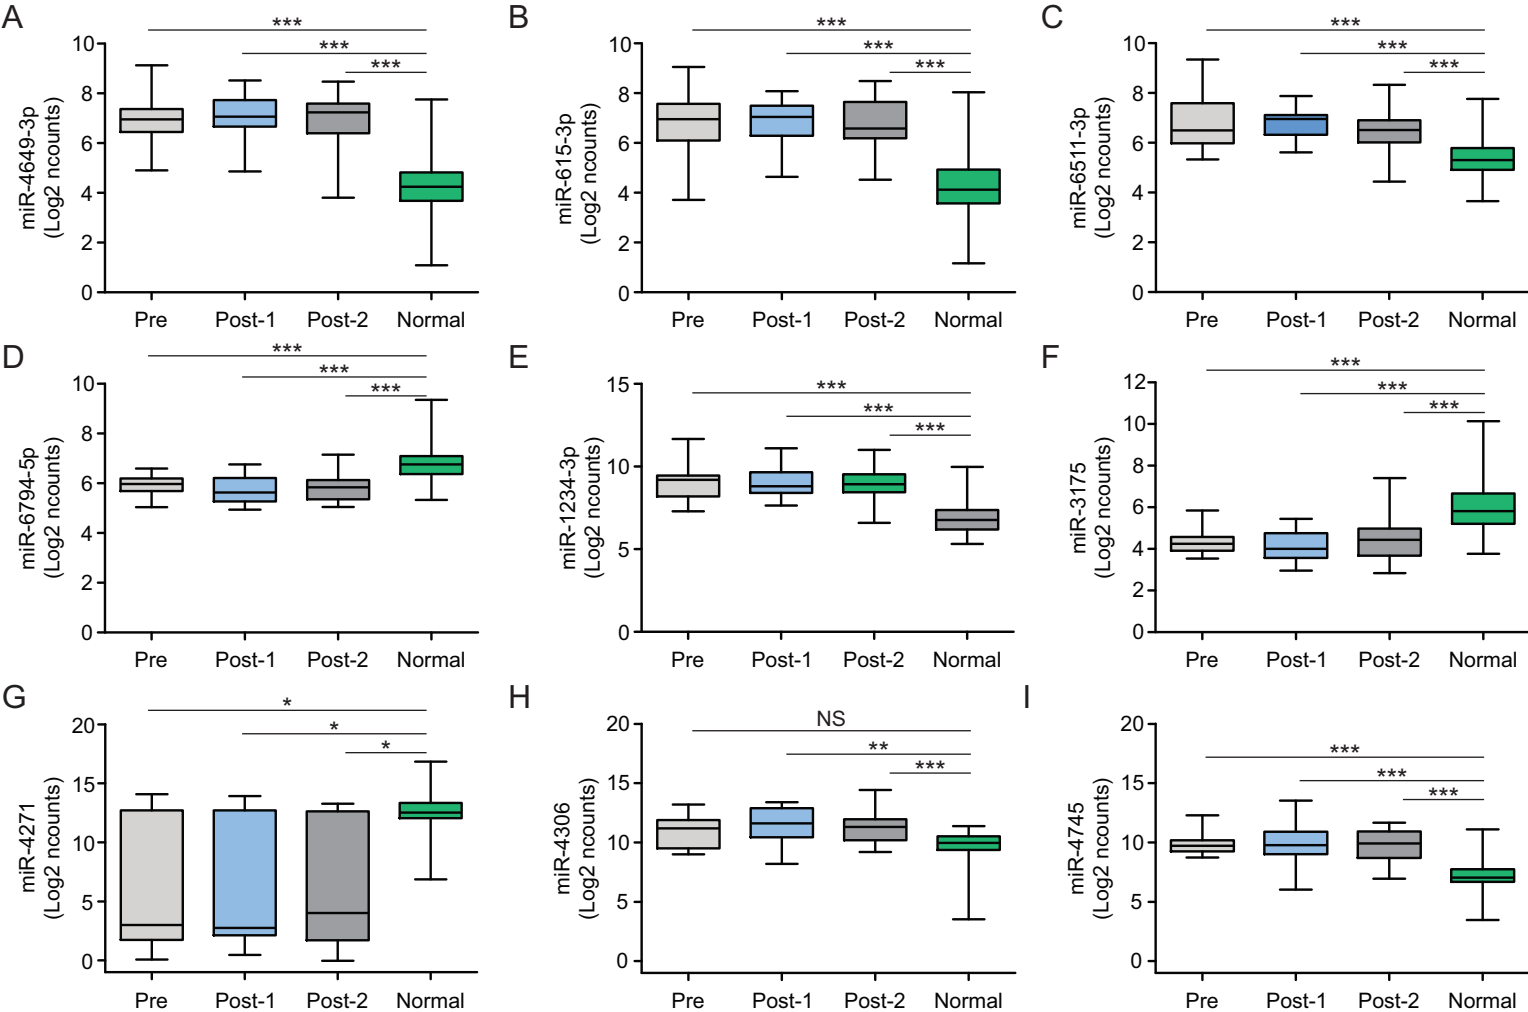 A
***
***
***
10
8
6
4
2
0
miR-4649-3p
(Log2 ncounts)
Pre Post-1 Post-2 Normal
B
***
***
***
10
8
6
4
2
0
miR-615-3p
(Log2 ncounts)
Pre Post-1 Post-2 Normal
C
***
***
***
10
8
6
4
2
0
miR-6511-3p
(Log2 ncounts)
Pre Post-1 Post-2 Normal
D
***
***
***
10
8
6
4
2
0
miR-6794-5p
(Log2 ncounts)
Pre Post-1 Post-2 Normal
E
***
***
***
15
10
5
0
miR-1234-3p
(Log2 ncounts)
Pre Post-1 Post-2 Normal
F
***
***
***
12
10
8
6
4
2
0
miR-3175
(Log2 ncounts)
Pre Post-1 Post-2 Normal
G
*
*
*
20
15
10
5
0
miR-4271
(Log2 ncounts)
Pre Post-1 Post-2 Normal
H
NS
**
***
20
15
10
5
0
miR-4306
(Log2 ncounts)
Pre Post-1 Post-2 Normal
I
***
***
***
20
15
10
5
0
miR-4745
(Log2 ncounts)
Pre Post-1 Post-2 Normal